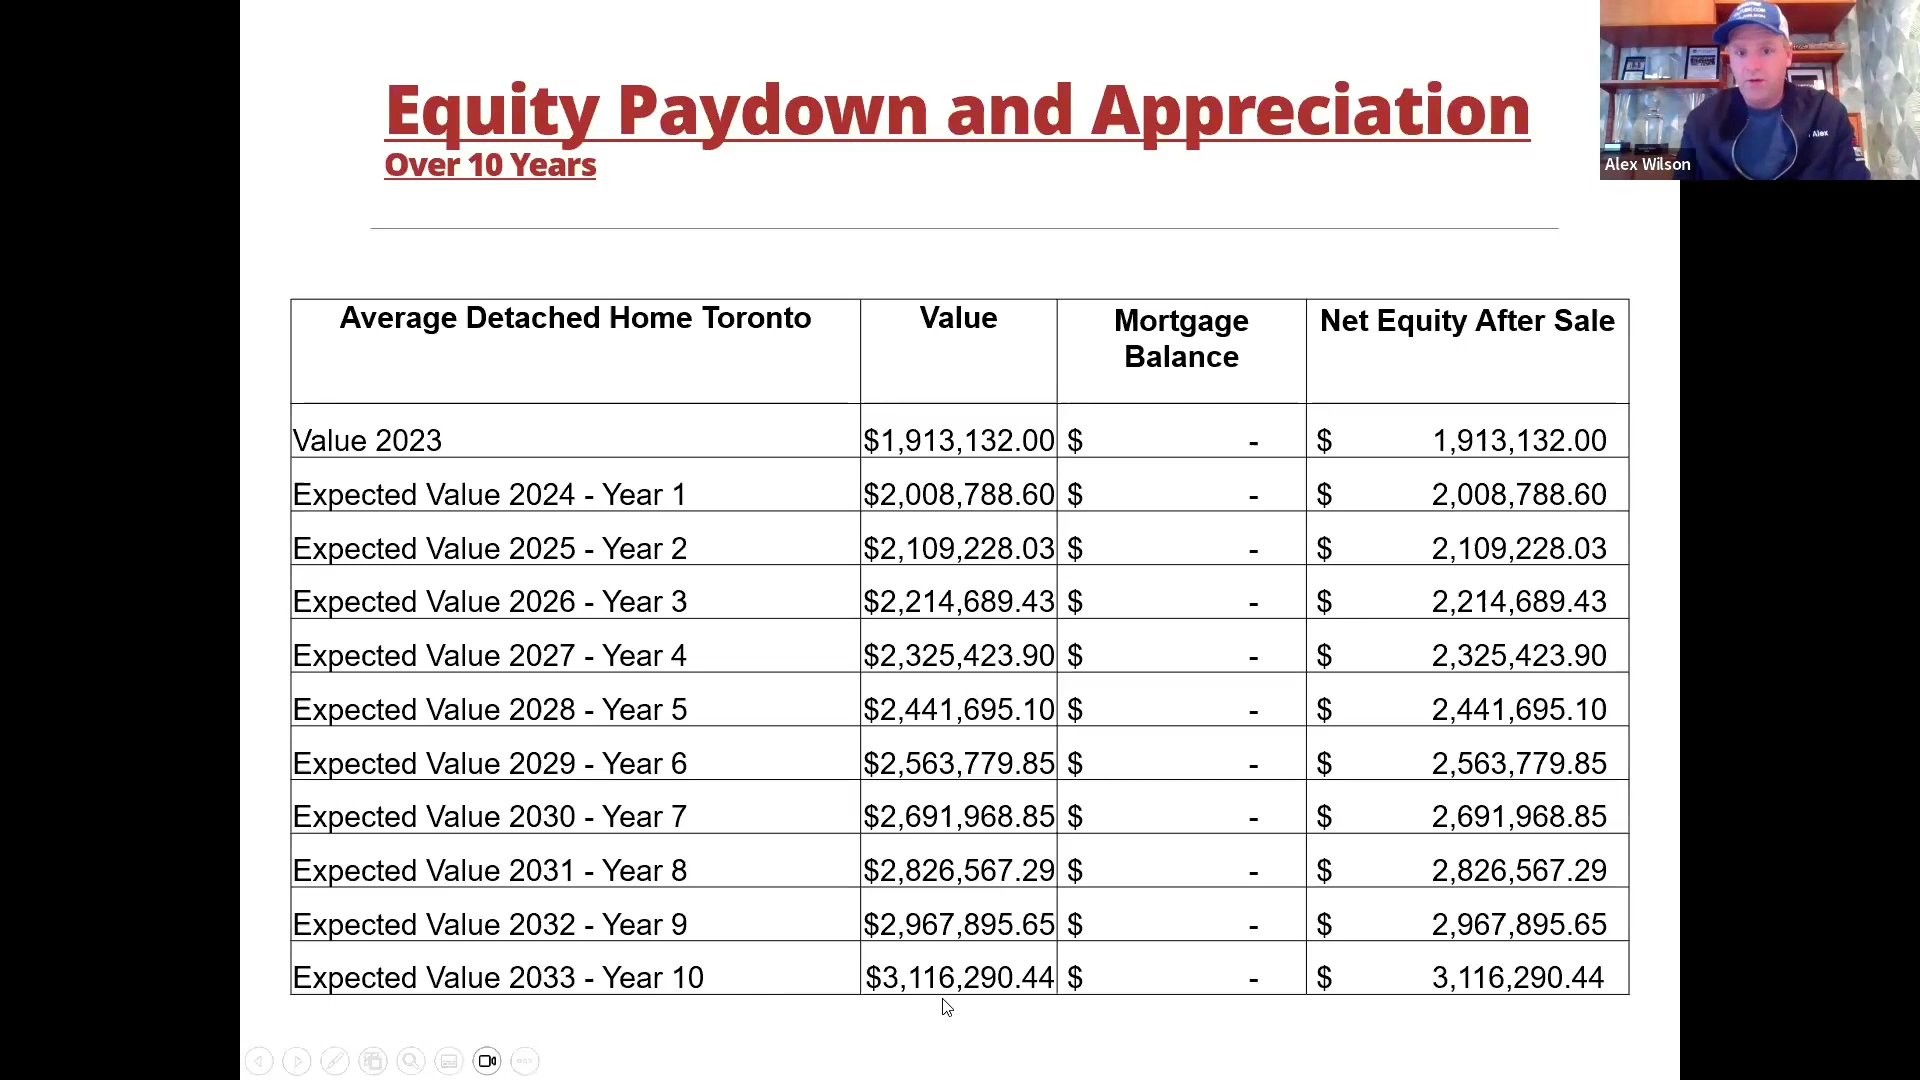 Equity Paydown and Appreciation
Over 10 Years
Alex
Alex Wilson
Average Detached Home Toronto Value Mortgage Balance Net Equity After Sale
Value 2023 $1,913,132.00 $ - $ 1,913,132.00
Expected Value 2024 - Year 1 $2,008,788.60 $ - $ 2,008,788.60
Expected Value 2025 - Year 2 $2,109,228.03 $ - $ 2,109,228.03
Expected Value 2026 - Year 3 $2,214,689.43 $ - $ 2,214,689.43
Expected Value 2027 - Year 4 $2,325,423.90 $ - $ 2,325,423.90
Expected Value 2028 - Year 5 $2,441,695.10 $ - $ 2,441,695.10
Expected Value 2029 - Year 6 $2,563,779.85 $ - $ 2,563,779.85
Expected Value 2030 - Year 7 $2,691,968.85 $ - $ 2,691,968.85
Expected Value 2031 - Year 8 $2,826,567.29 $ - $ 2,826,567.29
Expected Value 2032 - Year 9 $2,967,895.65 $ - $ 2,967,895.65
Expected Value 2033 - Year 10 $3,116,290.44 $ - $ 3,116,290.44